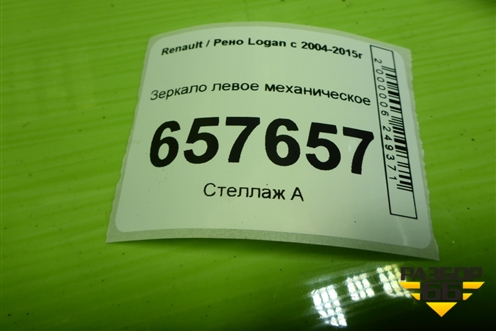 Renault / Рено Logan с 2004-2015г
Зеркало левое механическое
657657
Стеллаж А
2000006249371
РАЗБОР
66